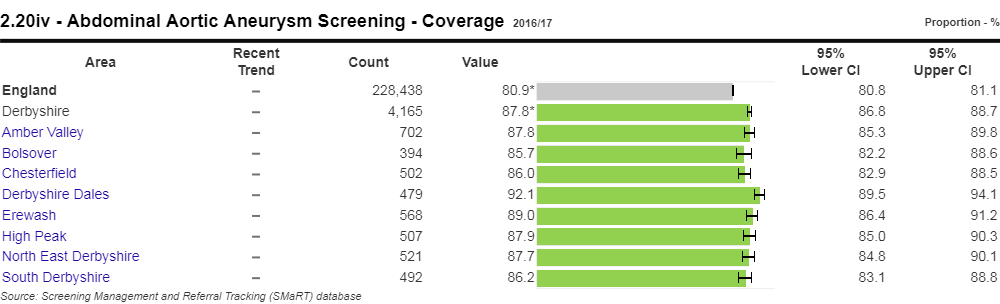 2.20iv - Abdominal Aortic Aneurysm Screening - Coverage 2016/17 Proportion - %
Area Recent Trend Count Value 95% Lower CI 95% Upper CI
England – 228,438 80.9* 80.8 81.1
Derbyshire – 4,165 87.8* 86.8 88.7
Amber Valley – 702 87.8 85.3 89.8
Bolsover – 394 85.7 82.2 88.6
Chesterfield – 502 86.0 82.9 88.5
Derbyshire Dales – 479 92.1 89.5 94.1
Erewash – 568 89.0 86.4 91.2
High Peak – 507 87.9 85.0 90.3
North East Derbyshire – 521 87.7 84.8 90.1
South Derbyshire – 492 86.2 83.1 88.8
Source: Screening Management and Referral Tracking (SMaRT) database